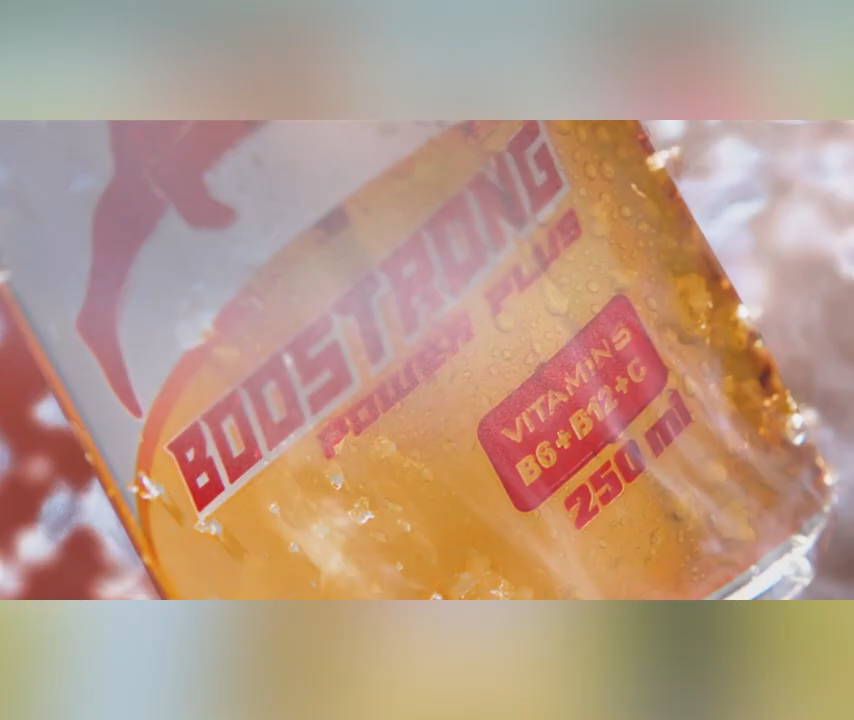 BOOSTRONG
POWER PLUS
VITAMINS
B6+B12+C
250 ml